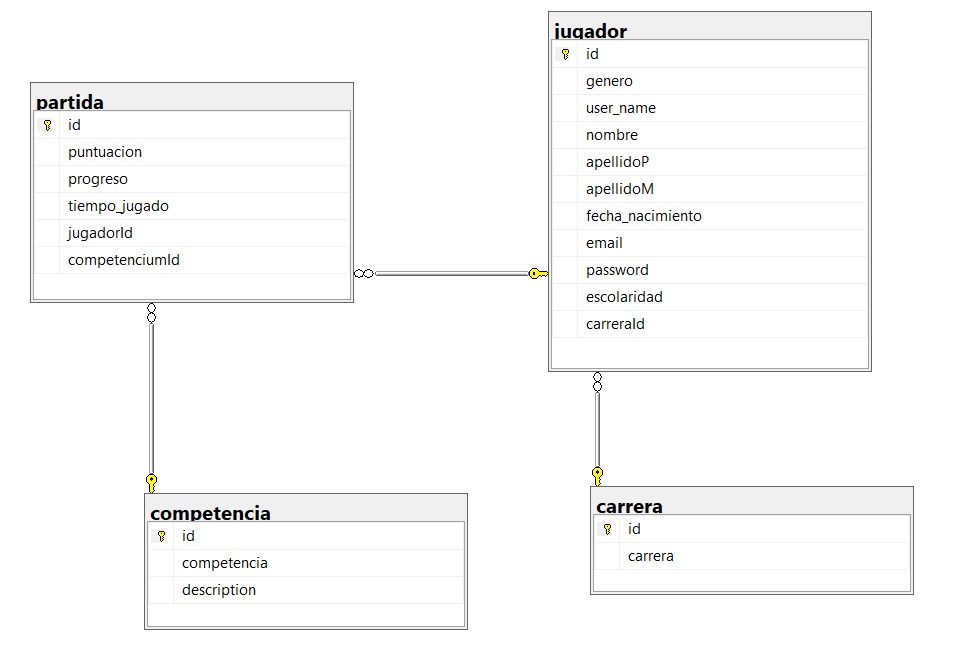 partida
id
puntuacion
progreso
tiempo_jugado
jugadorId
competenciumId
jugador
id
genero
user_name
nombre
apellidoP
apellidoM
fecha_nacimiento
email
password
escolaridad
carreraId
competencia
id
competencia
description
carrera
id
carrera